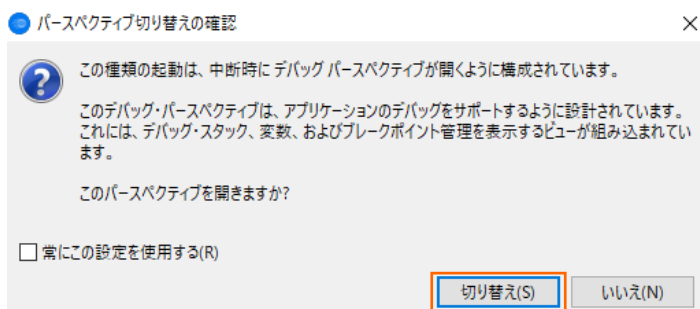 パースペクティブ切り替えの確認
この種類の起動は、中断時に デバッグ パースペクティブが開くように構成されています。
このデバッグ・パースペクティブは、アプリケーションのデバッグをサポートするように設計されています。
これには、デバッグ・スタック、変数、およびブレークポイント管理を表示するビューが組み込まれてい
ます。
このパースペクティブを開きますか?
常にこの設定を使用する(R)
切り替え(S) いいえ(N)